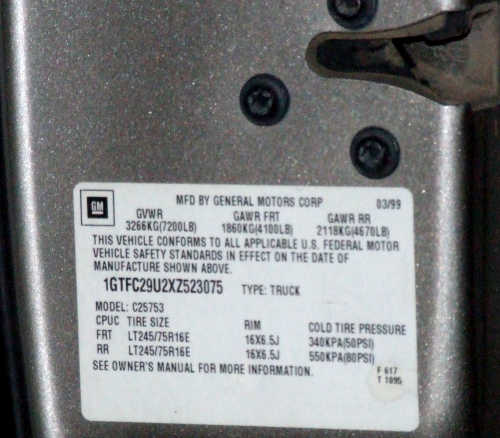 GM
MFD BY GENERAL MOTORS CORP 03/99
GVWR GAWR FRT GAWR RR
3266KG(7200LB) 1860KG(4100LB) 2118KG(4670LB)
THIS VEHICLE CONFORMS TO ALL APPLICABLE U.S. FEDERAL MOTOR
VEHICLE SAFETY STANDARDS IN EFFECT ON THE DATE OF
MANUFACTURE SHOWN ABOVE.
1GTFC29U2XZ523075 TYPE: TRUCK
MODEL: C25753
CPUC TIRE SIZE RIM COLD TIRE PRESSURE
FRT LT245/75R16E 16X6.5J 340KPA(50PSI)
RR LT245/75R16E 16X6.5J 550KPA(80PSI)
SEE OWNER'S MANUAL FOR MORE INFORMATION.
F 617
T 1095